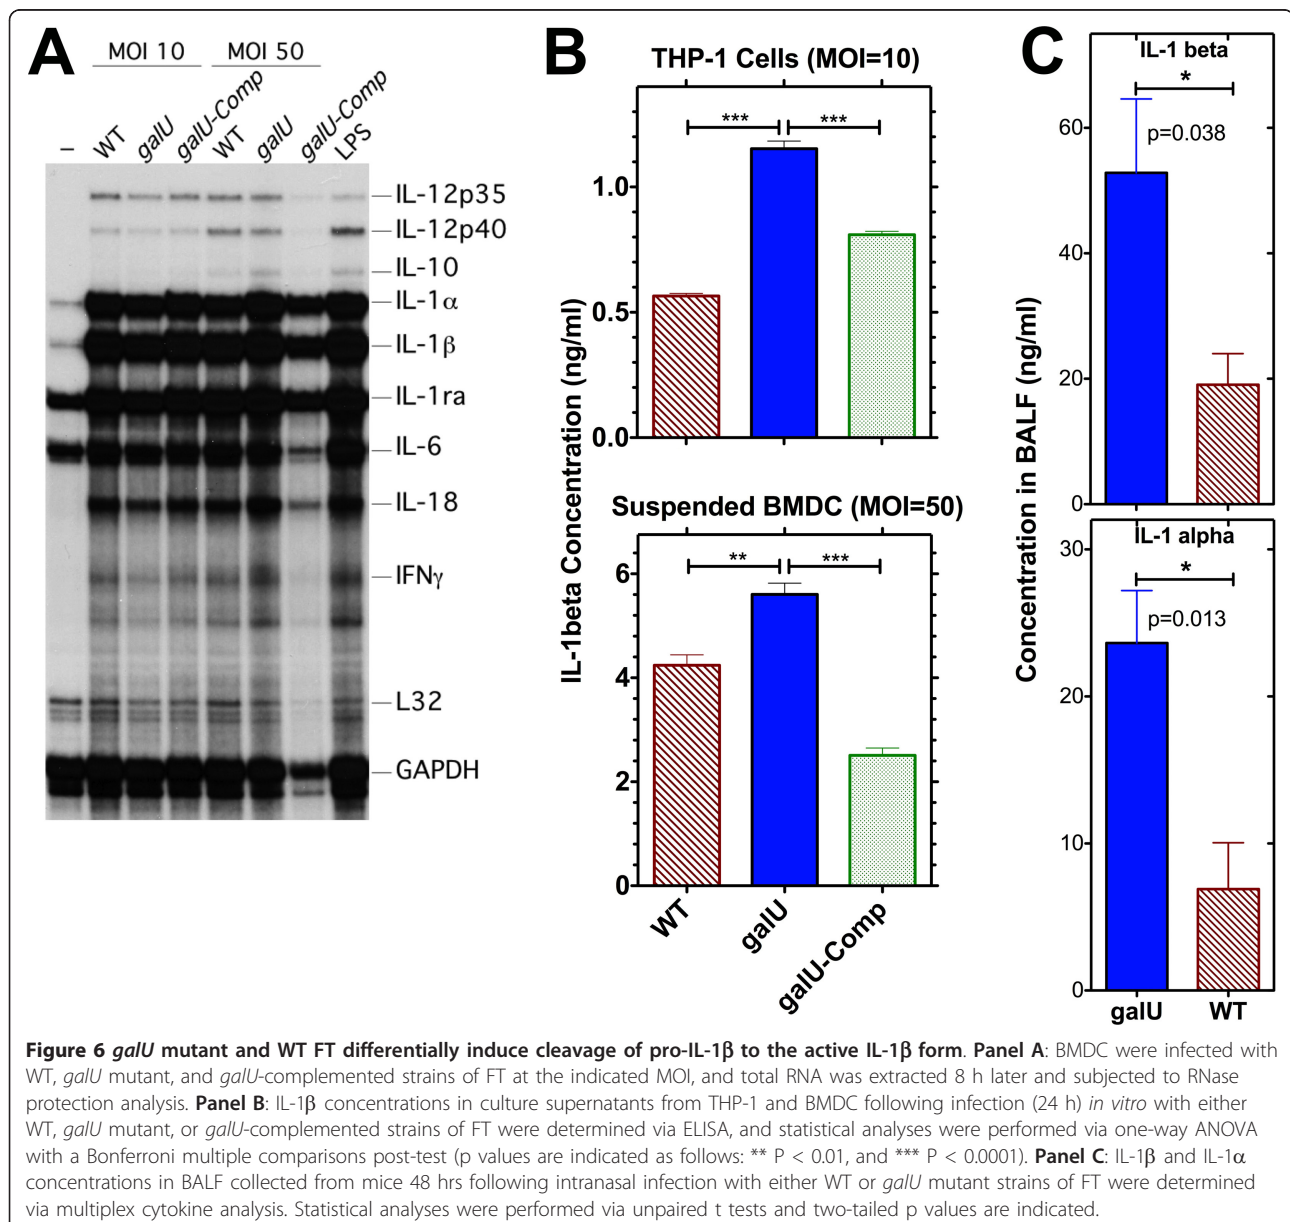 A
MOI 10 MOI 50
– WT galU galU-Comp WT galU galU-Comp LPS
IL-12p35
IL-12p40
IL-10
IL-1α
IL-1β
IL-1ra
IL-6
IL-18
IFNγ
L32
GAPDH
B
THP-1 Cells (MOI=10)
*** ***
1.0
0.5
0.0
IL-1beta Concentration (ng/ml)
Suspended BMDC (MOI=50)
** ***
6
4
2
0
WT galU galU-Comp
C
IL-1 beta
*
p=0.038
60
40
20
0
Concentration in BALF (ng/ml)
IL-1 alpha
*
p=0.013
30
20
10
0
galU WT
Figure 6 galU mutant and WT FT differentially induce cleavage of pro-IL-1β to the active IL-1β form. Panel A: BMDC were infected with
WT, galU mutant, and galU-complemented strains of FT at the indicated MOI, and total RNA was extracted 8 h later and subjected to RNase
protection analysis. Panel B: IL-1β concentrations in culture supernatants from THP-1 and BMDC following infection (24 h) in vitro with either
WT, galU mutant, or galU-complemented strains of FT were determined via ELISA, and statistical analyses were performed via one-way ANOVA
with a Bonferroni multiple comparisons post-test (p values are indicated as follows: ** P < 0.01, and *** P < 0.0001). Panel C: IL-1β and IL-1α
concentrations in BALF collected from mice 48 hrs following intranasal infection with either WT or galU mutant strains of FT were determined
via multiplex cytokine analysis. Statistical analyses were performed via unpaired t tests and two-tailed p values are indicated.